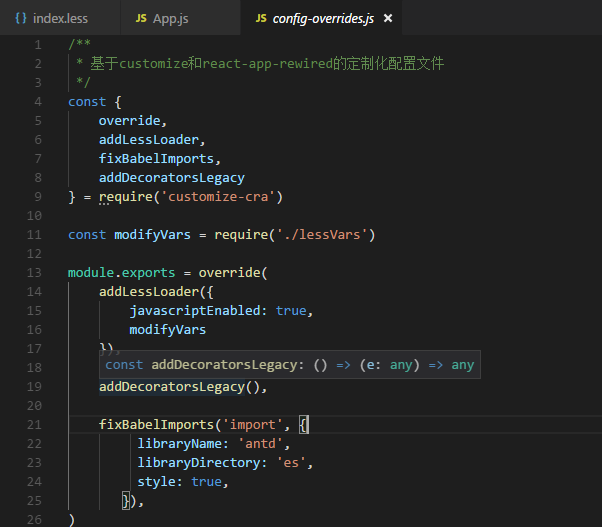 {} index.less JS App.js JS config-overrides.js ×
1 /**
2 * 基于customize和react-app-rewired的定制化配置文件
3 */
4 const {
5 override,
6 addLessLoader,
7 fixBabelImports,
8 addDecoratorsLegacy
9 } = require('customize-cra')
10
11 const modifyVars = require('./lessVars')
12
13 module.exports = override(
14 addLessLoader({
15 javascriptEnabled: true,
16 modifyVars
17 }),
18 const addDecoratorsLegacy: () => (e: any) => any
19 addDecoratorsLegacy(),
20
21 fixBabelImports('import', {
22 libraryName: 'antd',
23 libraryDirectory: 'es',
24 style: true,
25 }),
26 )